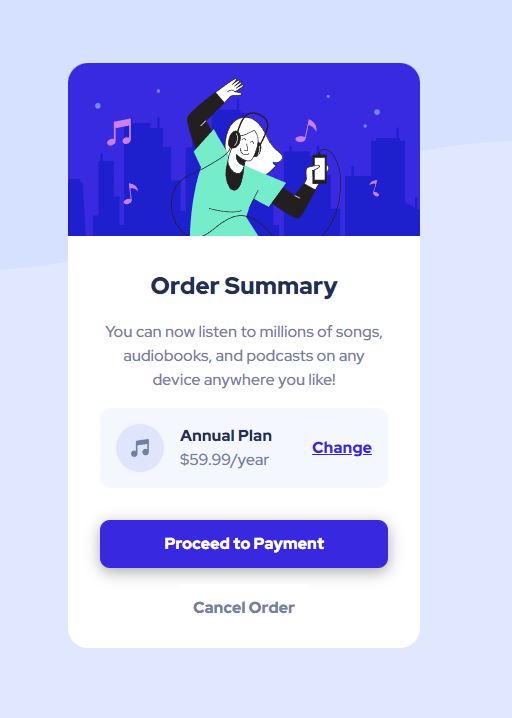 Order Summary
You can now listen to millions of songs,
audiobooks, and podcasts on any
device anywhere you like!
Annual Plan
$59.99/year
Change
Proceed to Payment
Cancel Order